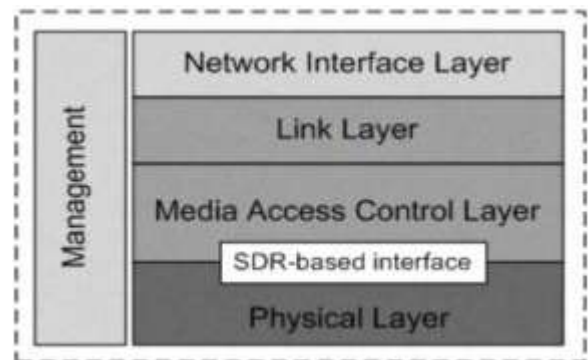 Management
Network Interface Layer
Link Layer
Media Access Control Layer
SDR-based interface
Physical Layer